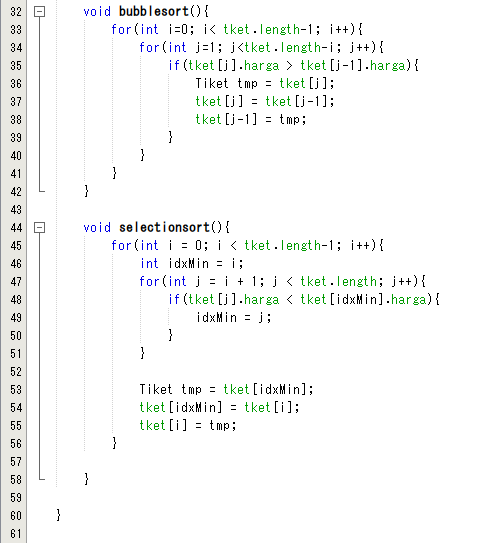 32 void bubblesort(){
33 for(int i=0; i< tket.length-1; i++){
34 for(int j=1; j<tket.length-i; j++){
35 if(tket[j].harga > tket[j-1].harga){
36 Tiket tmp = tket[j];
37 tket[j] = tket[j-1];
38 tket[j-1] = tmp;
39 }
40 }
41 }
42 }
43
44 void selectionsort(){
45 for(int i = 0; i < tket.length-1; i++){
46 int idxMin = i;
47 for(int j = i + 1; j < tket.length; j++){
48 if(tket[j].harga < tket[idxMin].harga){
49 idxMin = j;
50 }
51 }
52
53 Tiket tmp = tket[idxMin];
54 tket[idxMin] = tket[i];
55 tket[i] = tmp;
56 }
57
58 }
59
60 }
61